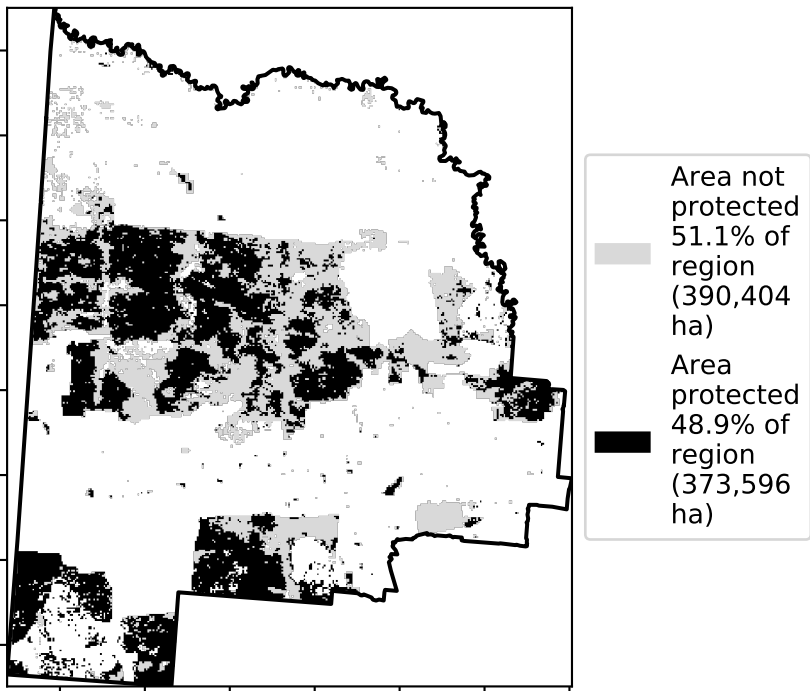 Area not
protected
51.1% of
region
(390,404
ha)
Area
protected
48.9% of
region
(373,596
ha)